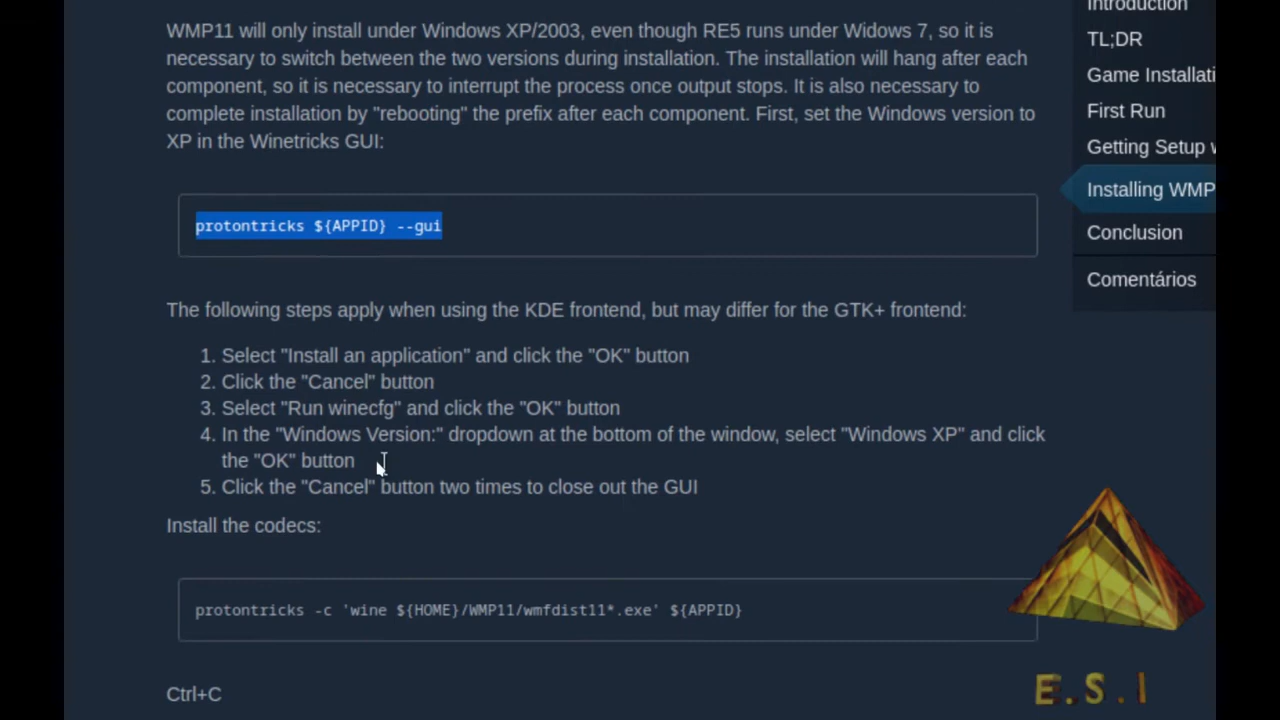 WMP11 will only install under Windows XP/2003, even though RE5 runs under Widows 7, so it is
necessary to switch between the two versions during installation. The installation will hang after each
component, so it is necessary to interrupt the process once output stops. It is also necessary to
complete installation by "rebooting" the prefix after each component. First, set the Windows version to
XP in the Winetricks GUI:
protontricks ${APPID} --gui
The following steps apply when using the KDE frontend, but may differ for the GTK+ frontend:
1. Select "Install an application" and click the "OK" button
2. Click the "Cancel" button
3. Select "Run winecfg" and click the "OK" button
4. In the "Windows Version:" dropdown at the bottom of the window, select "Windows XP" and click
the "OK" button
5. Click the "Cancel" button two times to close out the GUI
Install the codecs:
protontricks -c 'wine ${HOME}/WMP11/wmfdist11*.exe' ${APPID}
Ctrl+C
Introduction
TL;DR
Game Installati
First Run
Getting Setup w
Installing WMP
Conclusion
Comentários
E.S.I